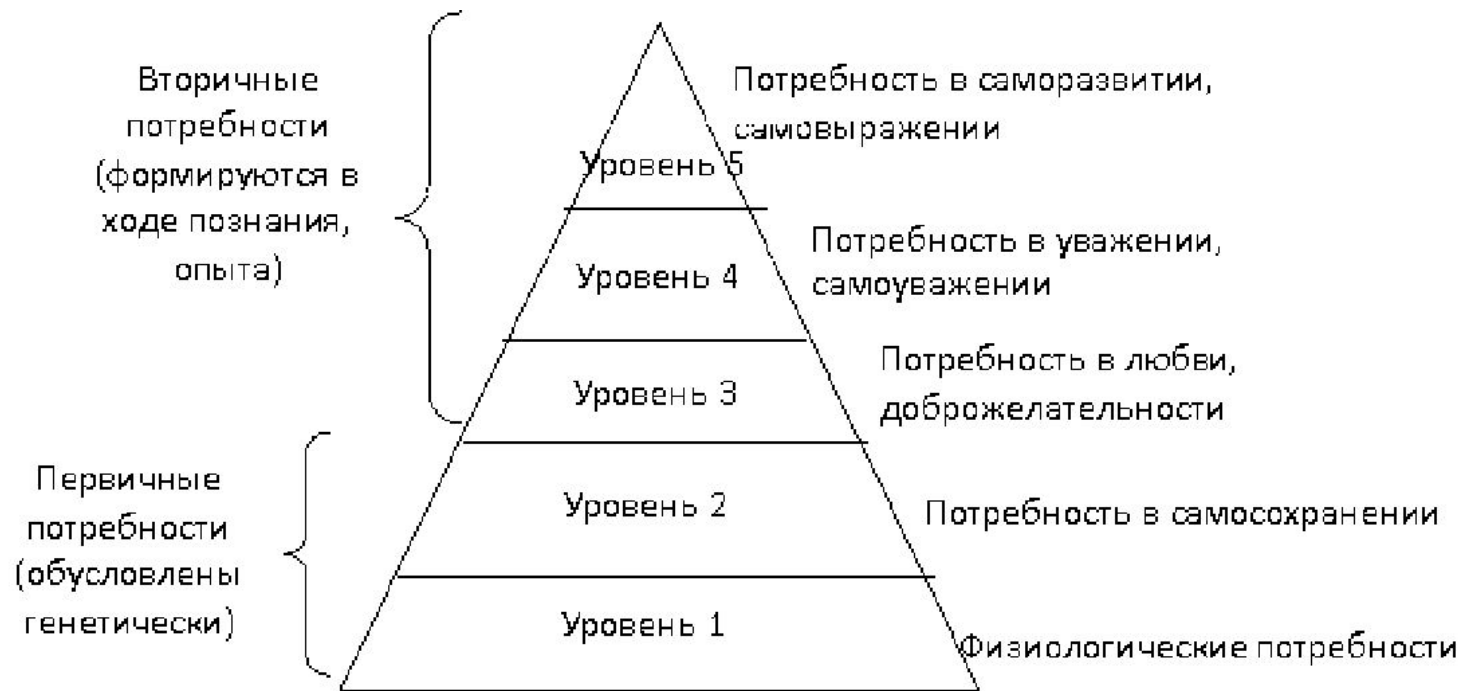 Вторичные
потребности
(формируются в
ходе познания,
опыта)
Потребность в саморазвитии,
самовыражении
Уровень 5
Потребность в уважении,
самоуважении
Уровень 4
Потребность в любви,
доброжелательности
Уровень 3
Первичные
потребности
(обусловлены
генетически)
Уровень 2
Потребность в самосохранении
Уровень 1
Физиологические потребности